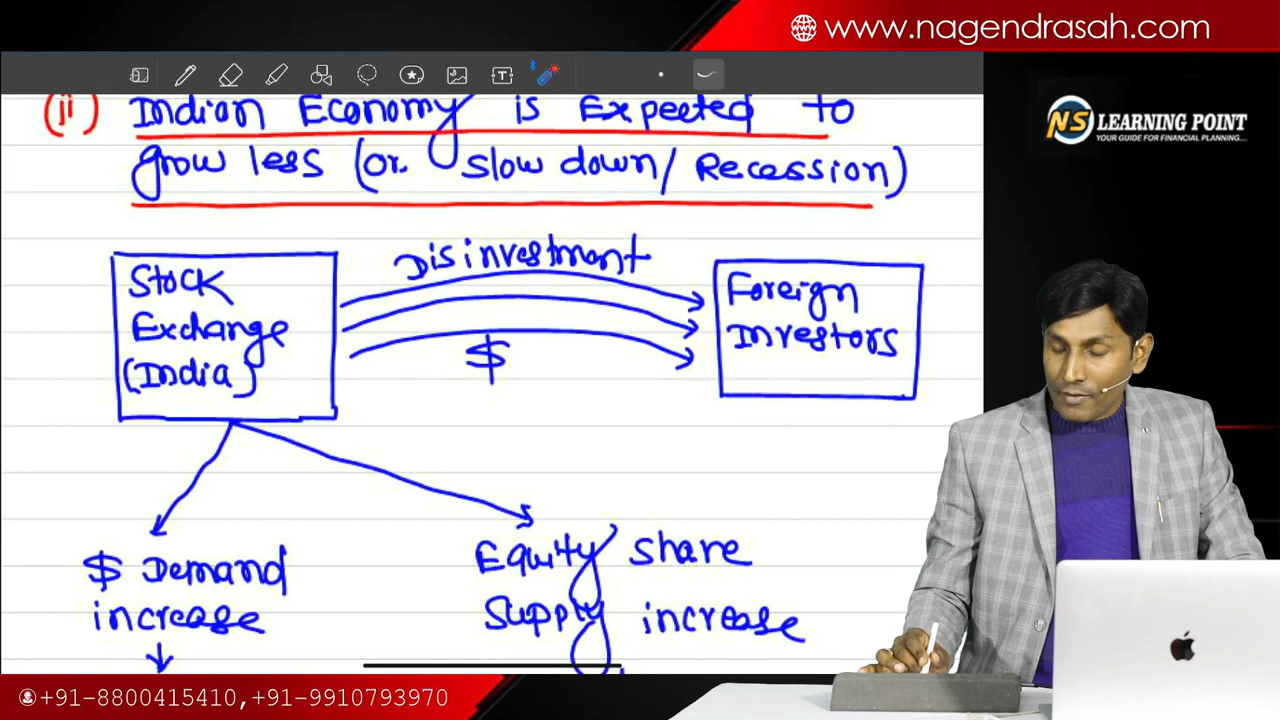 www.nagendrasah.com
(ii) Indian Economy is Expected to
grow less (or. Slow down/ Recession)
NS LEARNING POINT
YOUR GUIDE FOR FINANCIAL PLANNING....
Disinvestment
Stock
Exchange
(India)
$
Foreign
Investors
$ Demand
increase
Equity share
Supply increase
+91-8800415410,+91-9910793970